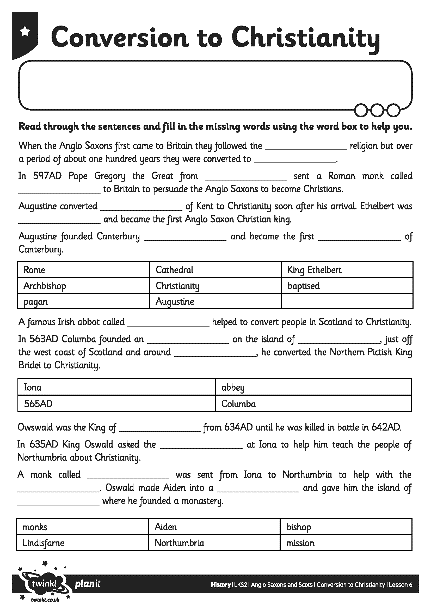 Conversion to Christianity
Read through the sentences and fill in the missing words using the word box to help you.
When the Anglo Saxons first came to Britain they followed the ________________ religion but over
a period of about one hundred years they were converted to ________________.
In 597AD Pope Gregory the Great from ________________ sent a Roman monk called
________________ to Britain to persuade the Anglo Saxons to become Christians.
Augustine converted ________________ of Kent to Christianity soon after his arrival. Ethelbert was
________________ and became the first Anglo Saxon Christian king.
Augustine founded Canterbury ________________ and became the first ________________ of
Canterbury.
Rome Cathedral King Ethelbert
Archbishop Christianity baptised
pagan Augustine
A famous Irish abbot called ________________ helped to convert people in Scotland to Christianity.
In 563AD Columba founded an ________________ on the island of ________________, just off
the west coast of Scotland and around ________________, he converted the Northern Pictish King
Bridei to Christianity.
Iona abbey
565AD Columba
Oswald was the King of ________________ from 634AD until he was killed in battle in 642AD.
In 635AD King Oswald asked the ________________ at Iona to help him teach the people of
Northumbria about Christianity.
A monk called ________________ was sent from Iona to Northumbria to help with the
________________. Oswald made Aiden into a ________________ and gave him the island of
________________ where he founded a monastery.
monks Aiden bishop
Lindisfarne Northumbria mission
twinkl planit
twinkl.co.uk
History | LKS2 | Anglo Saxons and Scots | Conversion to Christianity | Lesson 6